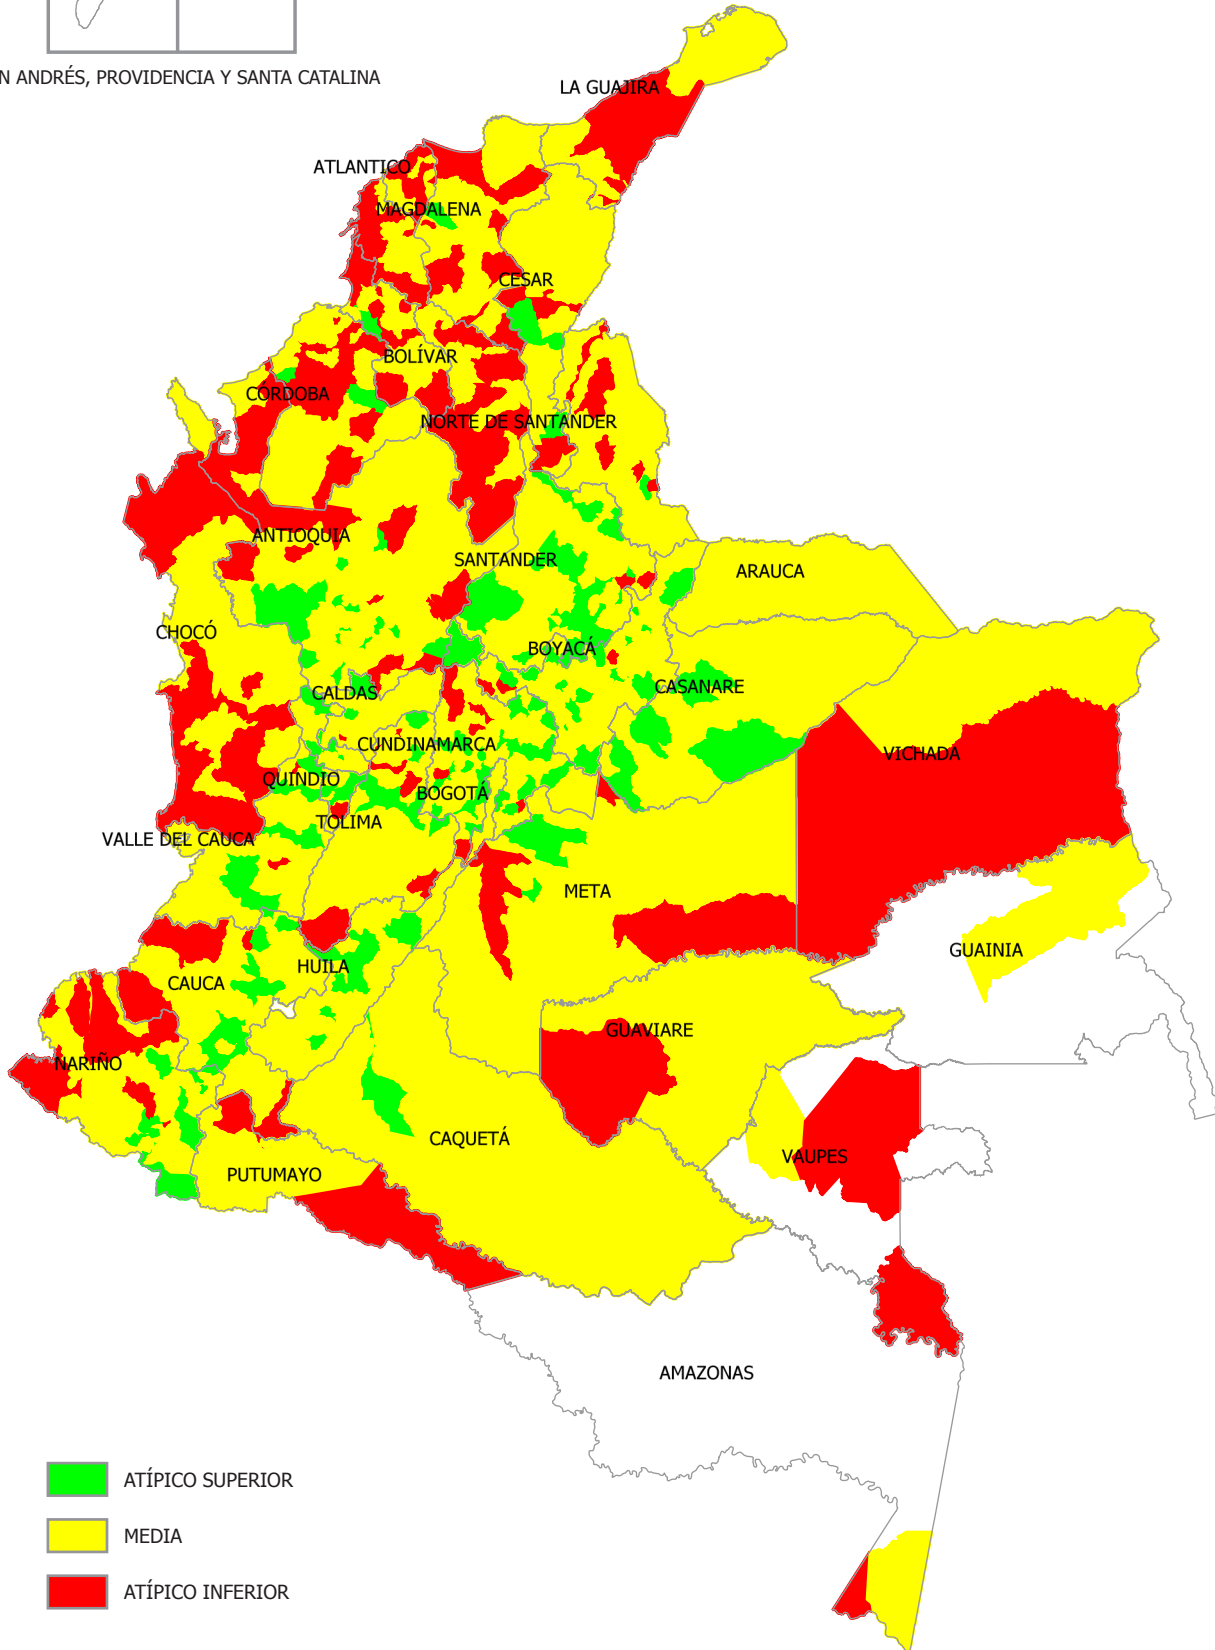 N ANDRÉS, PROVIDENCIA Y SANTA CATALINA
LA GUAJIRA
ATLANTICO
MAGDALENA
CESAR
BOLÍVAR
CÓRDOBA
NORTE DE SANTANDER
ANTIOQUIA
SANTANDER
ARAUCA
CHOCÓ
BOYACÁ
CASANARE
CALDAS
CUNDINAMARCA
VICHADA
QUINDIO
BOGOTÁ
TOLIMA
VALLE DEL CAUCA
META
GUAINIA
HUILA
CAUCA
GUAVIARE
NARIÑO
CAQUETÁ
VAUPES
PUTUMAYO
AMAZONAS
ATÍPICO SUPERIOR
MEDIA
ATÍPICO INFERIOR